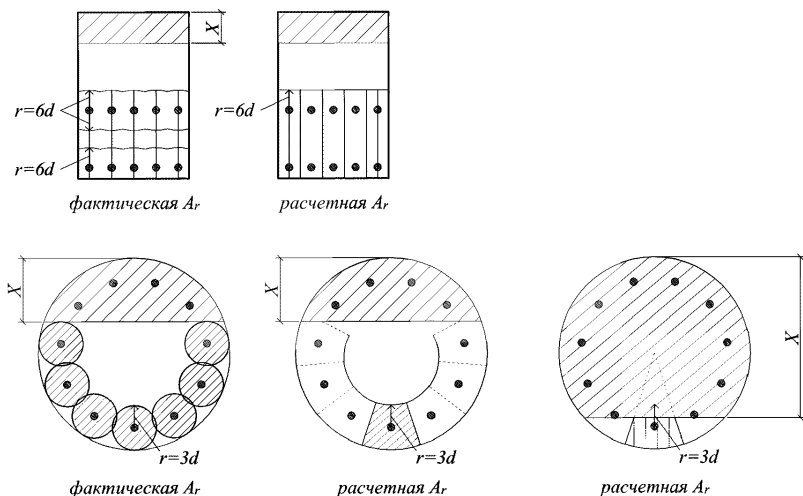 X
r=6d
r=6d
r=6d
фактическая Aᵣ
расчетная Aᵣ
X
X
X
r=3d
r=3d
r=3d
фактическая Aᵣ
расчетная Aᵣ
расчетная Aᵣ